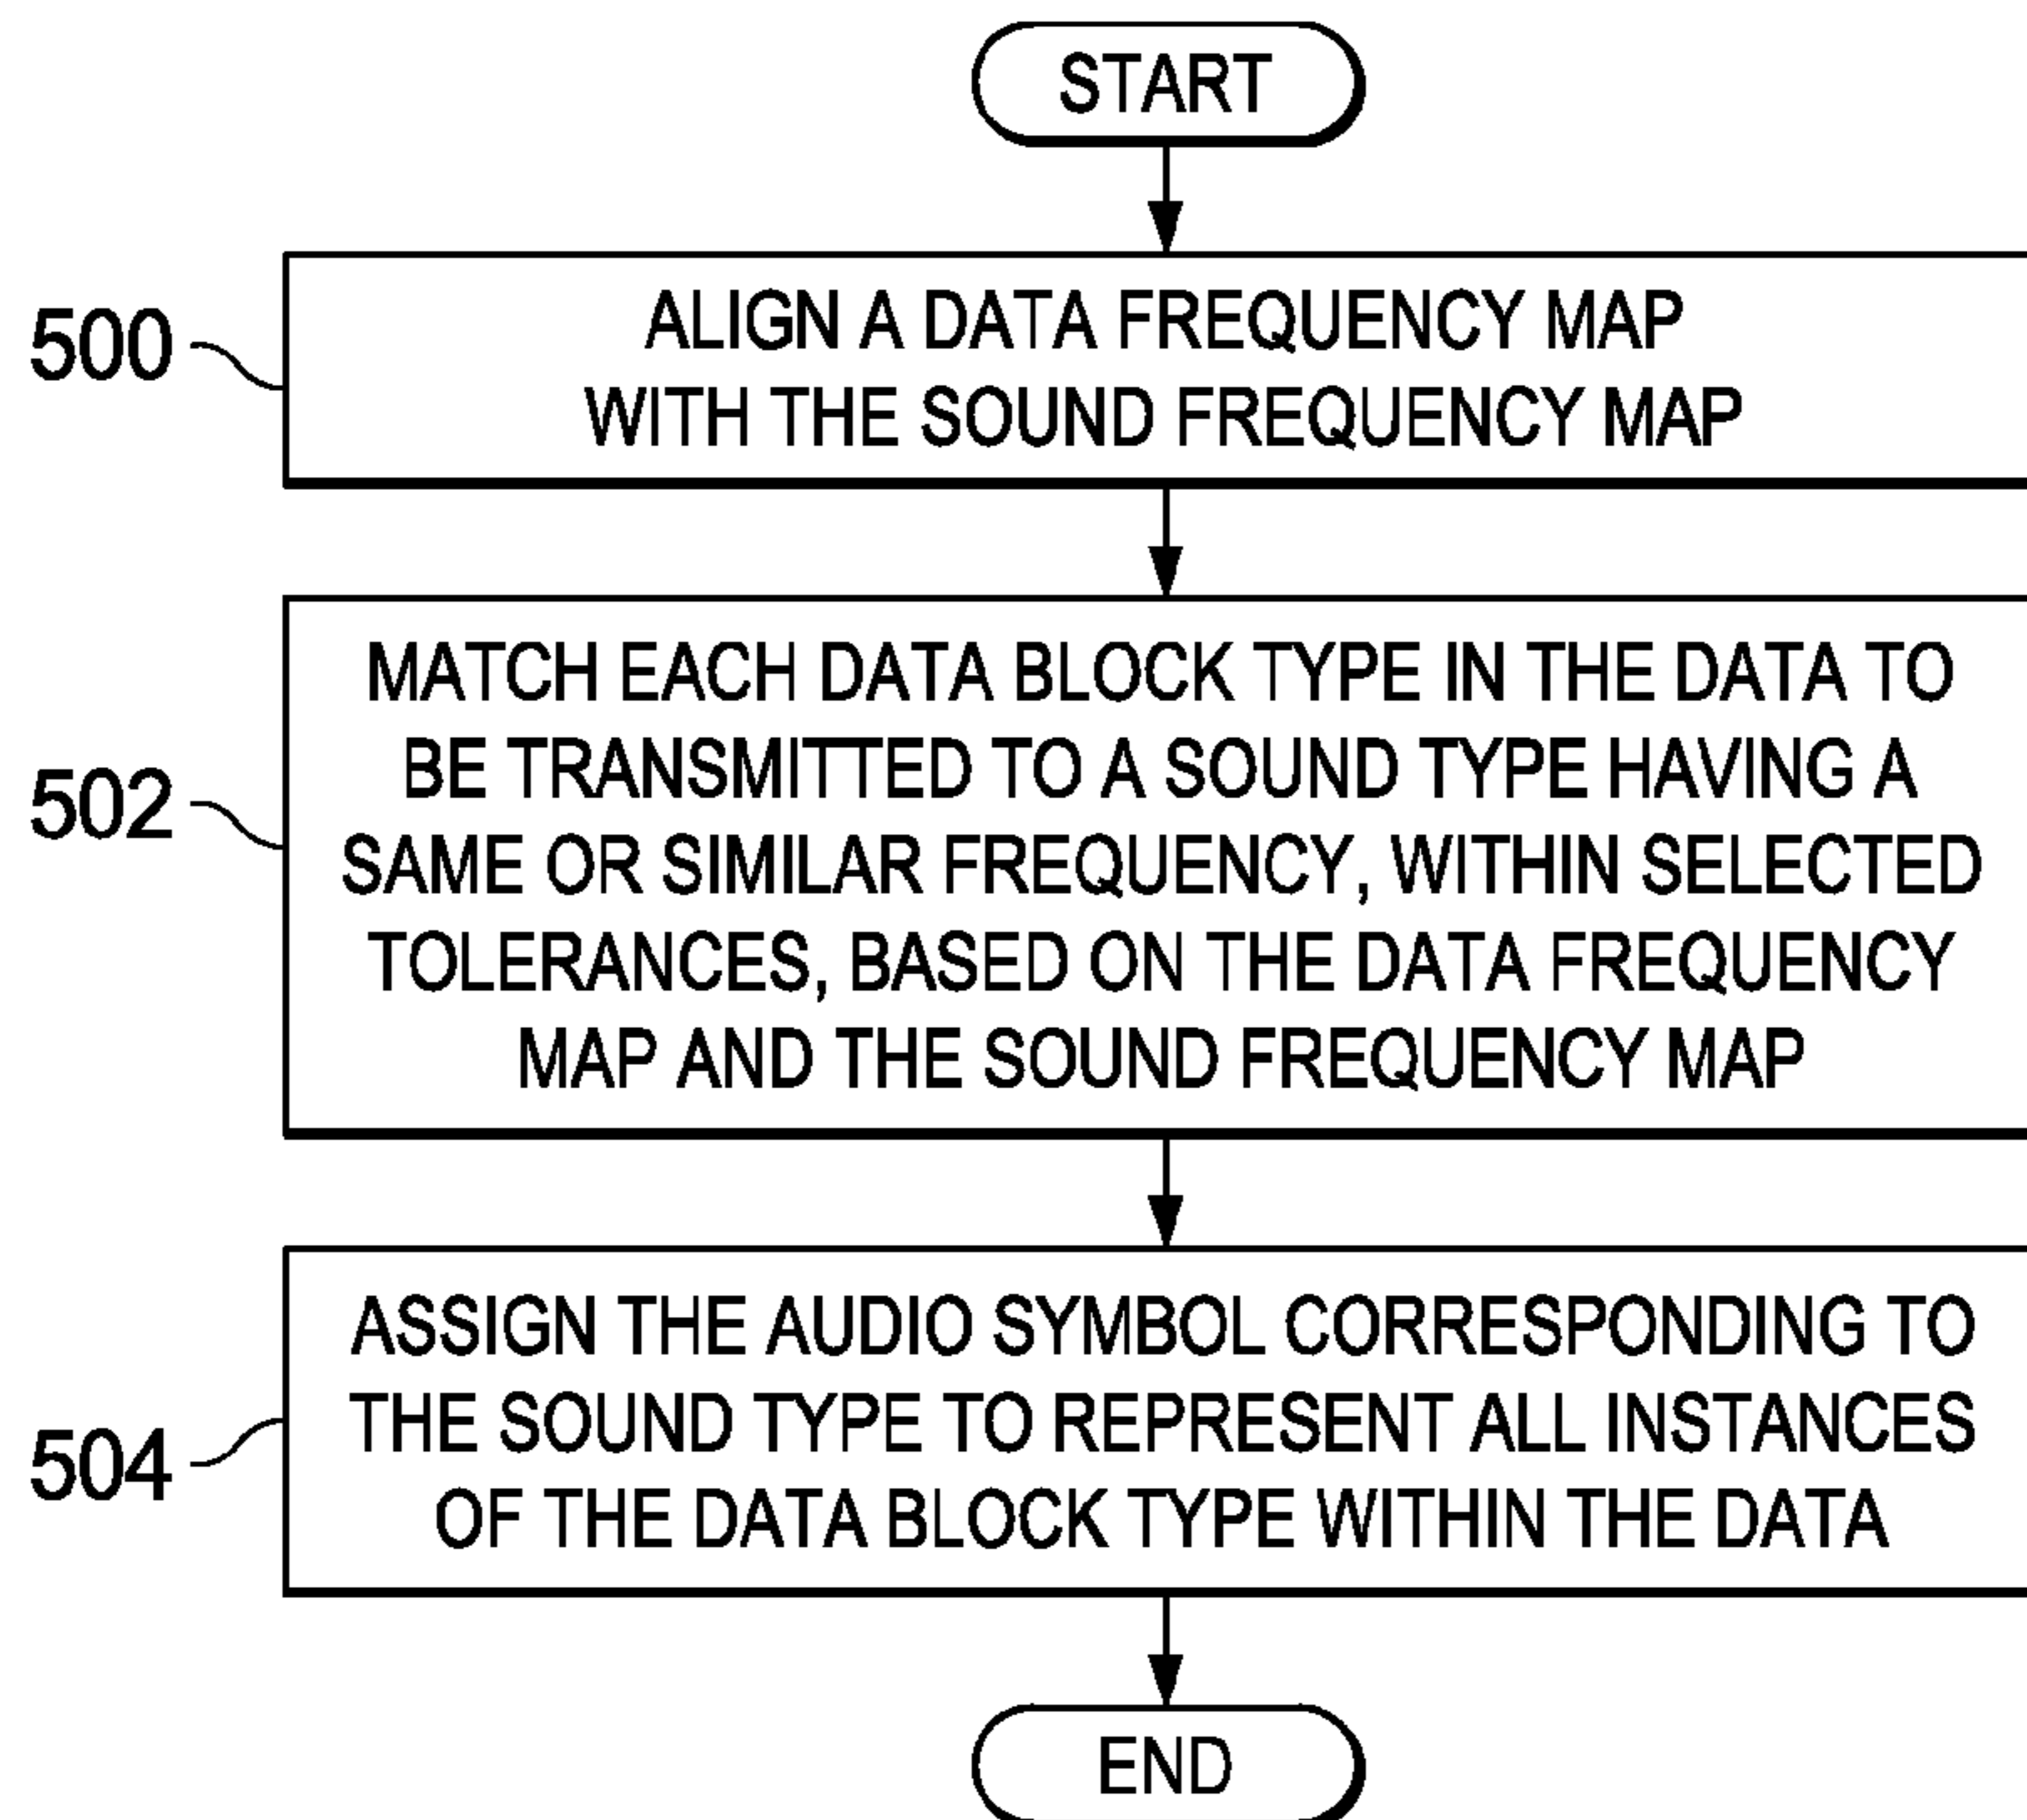 START
500
ALIGN A DATA FREQUENCY MAP
WITH THE SOUND FREQUENCY MAP
502
MATCH EACH DATA BLOCK TYPE IN THE DATA TO
BE TRANSMITTED TO A SOUND TYPE HAVING A
SAME OR SIMILAR FREQUENCY, WITHIN SELECTED
TOLERANCES, BASED ON THE DATA FREQUENCY
MAP AND THE SOUND FREQUENCY MAP
504
ASSIGN THE AUDIO SYMBOL CORRESPONDING TO
THE SOUND TYPE TO REPRESENT ALL INSTANCES
OF THE DATA BLOCK TYPE WITHIN THE DATA
END